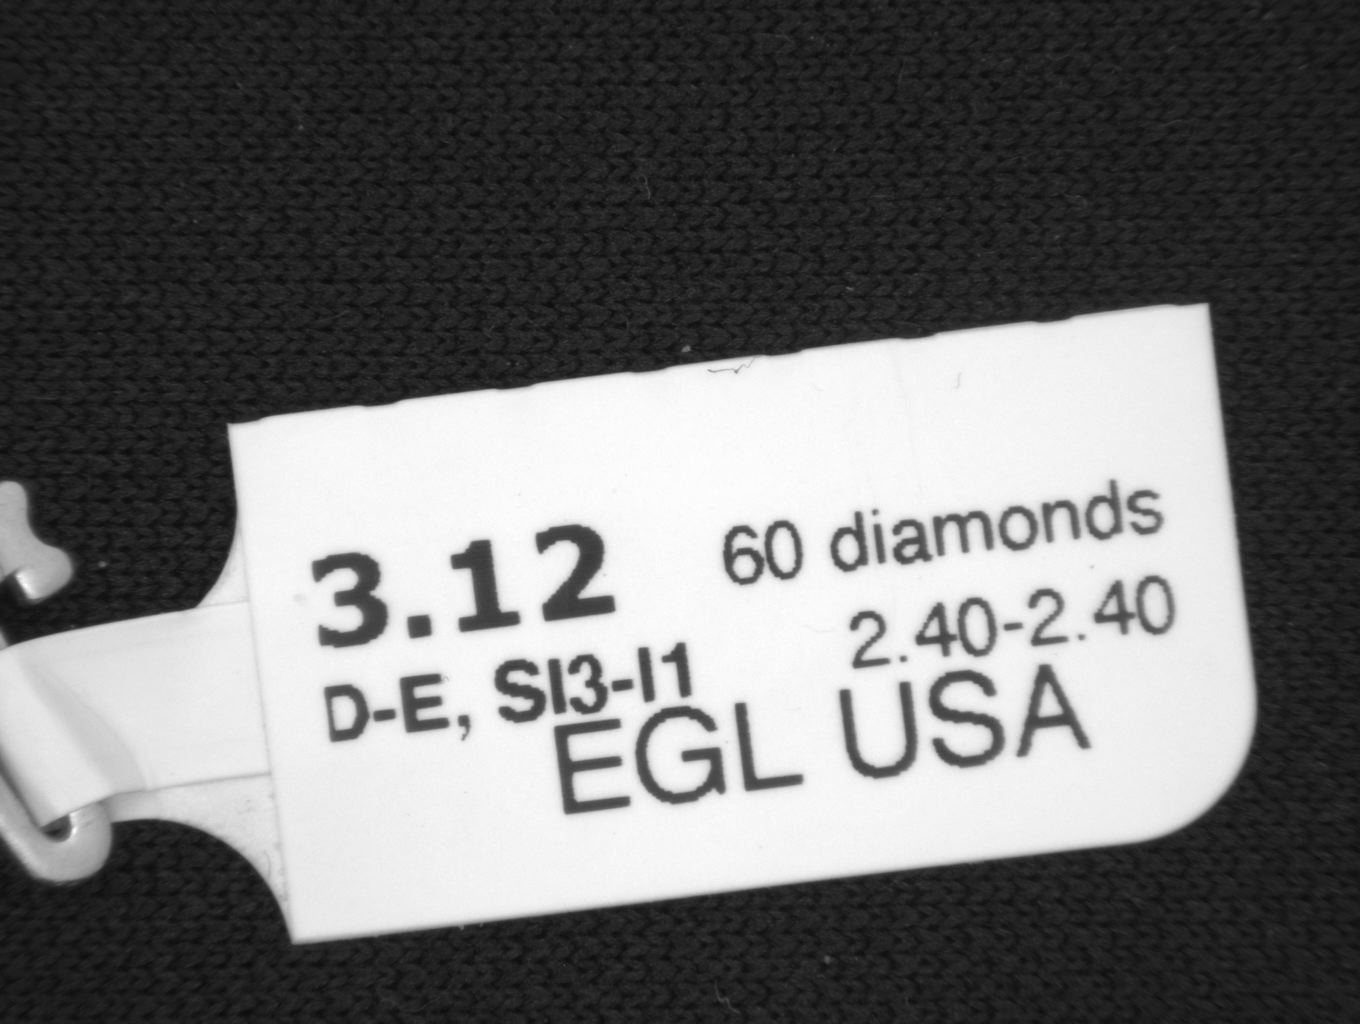 3.12
60 diamonds
2.40-2.40
D-E, SI3-I1
EGL USA